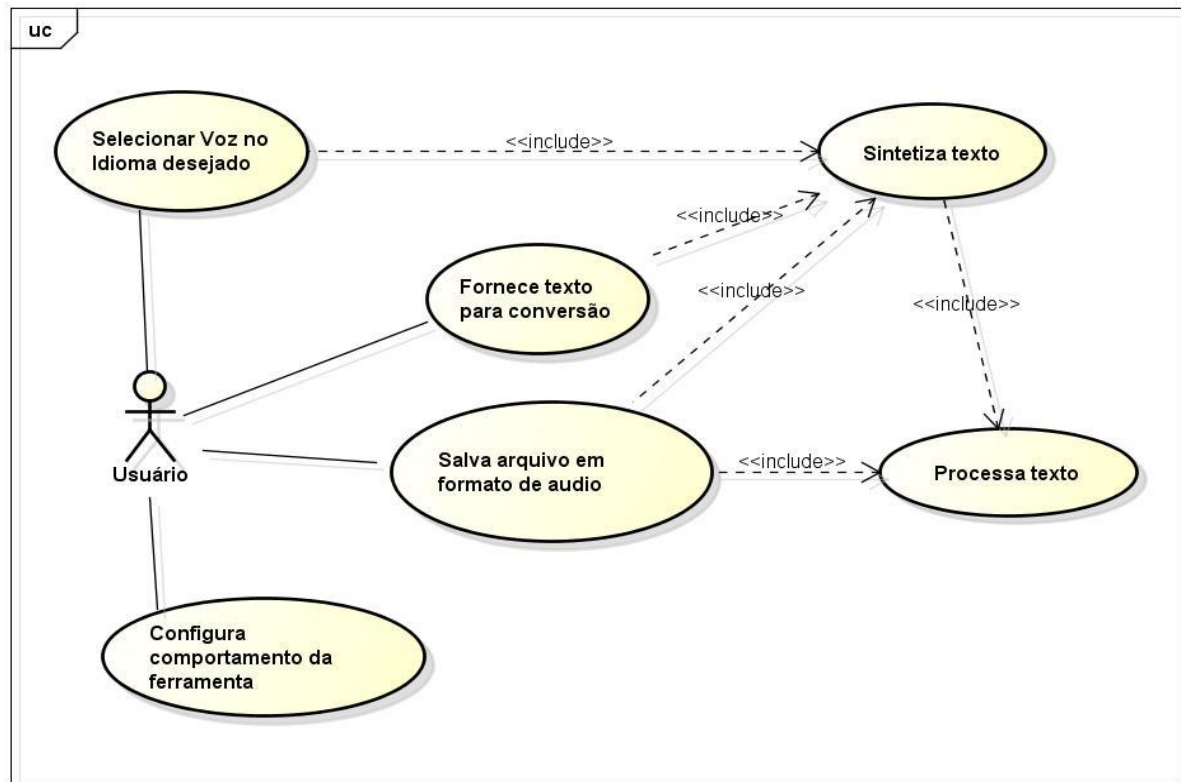 uc
Selecionar Voz no
Idioma desejado
<<include>>
Sintetiza texto
<<include>>
Fornece texto
para conversão
<<include>>
<<include>>
Usuário
Salva arquivo em
formato de audio
<<include>>
Processa texto
Configura
comportamento da
ferramenta